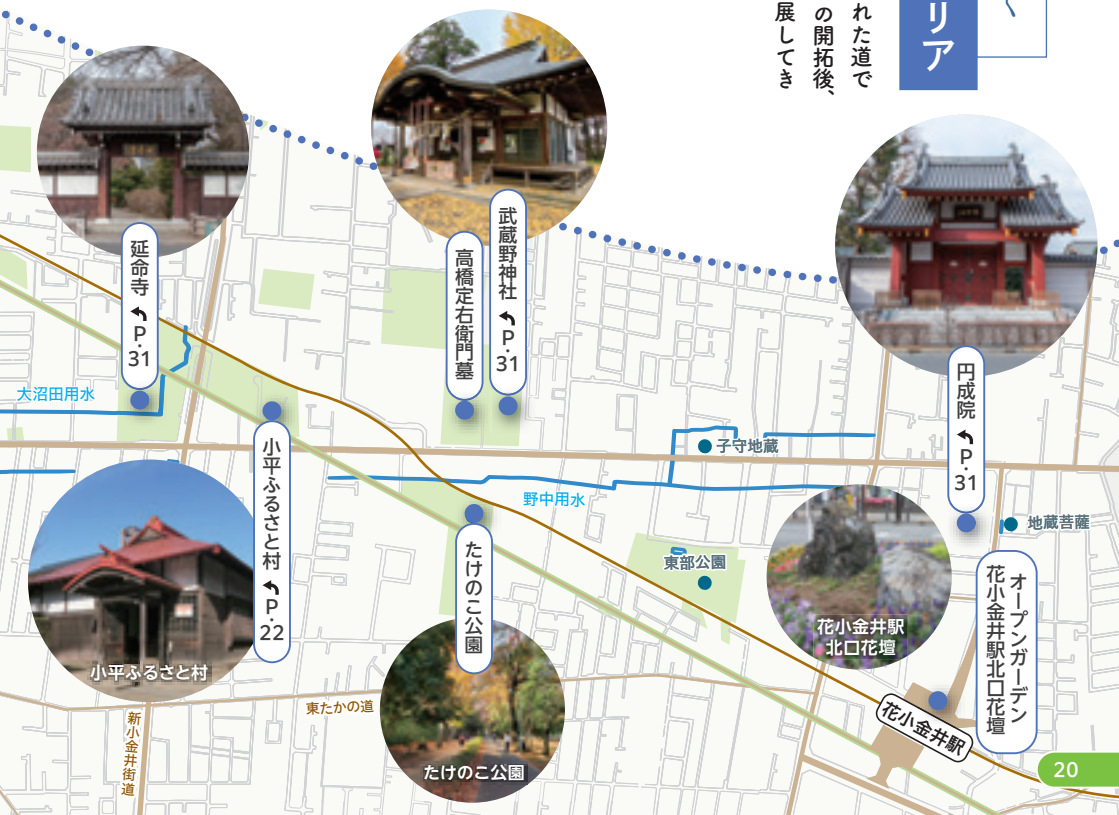 リア
れた道で
の開拓後、
展してき
延命寺 P.31
高橋定右衛門墓
武蔵野神社 P.31
円成院 P.31
大沼田用水
小平ふるさと村 P.22
子守地蔵
野中用水
地蔵菩薩
東部公園
たけのこ公園
オープンガーデン
花小金井駅北口花壇
花小金井駅
北口花壇
小平ふるさと村
東たかの道
新小金井街道
たけのこ公園
花小金井駅
20